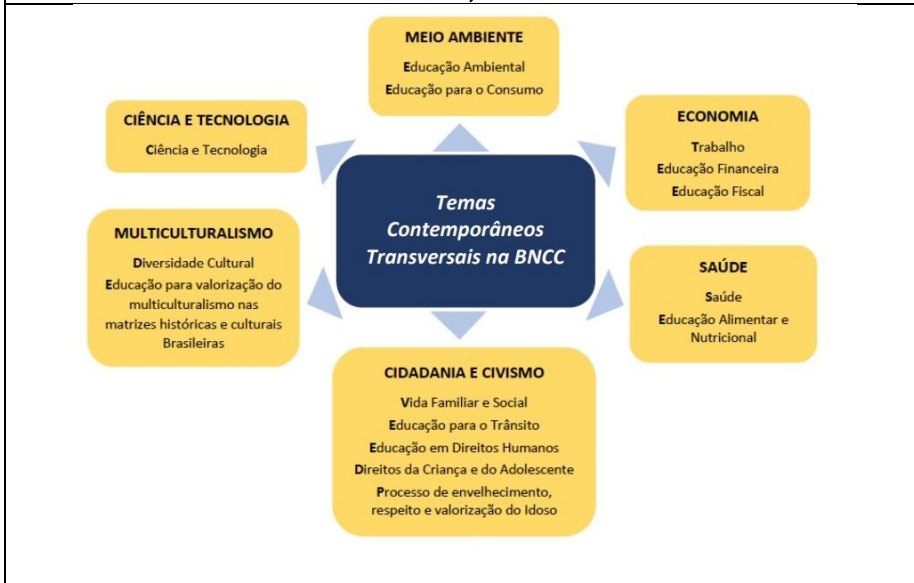 MEIO AMBIENTE
Educação Ambiental
Educação para o Consumo
CIÊNCIA E TECNOLOGIA
Ciência e Tecnologia
ECONOMIA
Trabalho
Educação Financeira
Educação Fiscal
Temas
Contemporâneos
Transversais na BNCC
MULTICULTURALISMO
Diversidade Cultural
Educação para valorização do
multiculturalismo nas
matrizes históricas e culturais
Brasileiras
SAÚDE
Saúde
Educação Alimentar e
Nutricional
CIDADANIA E CIVISMO
Vida Familiar e Social
Educação para o Trânsito
Educação em Direitos Humanos
Direitos da Criança e do Adolescente
Processo de envelhecimento,
respeito e valorização do Idoso